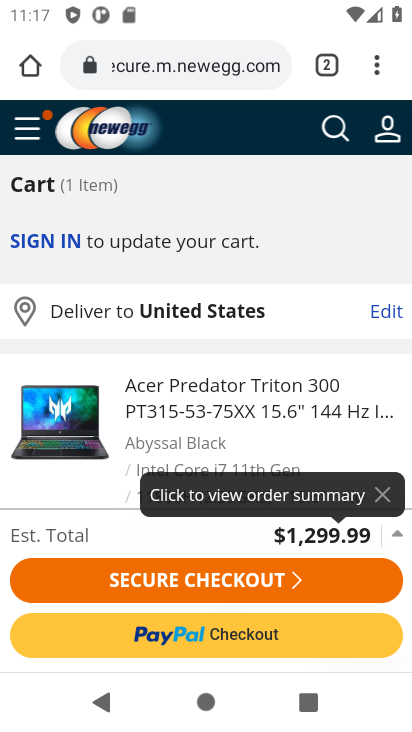 11:17
ecure.m.newegg.com
2
newegg
Cart (1 Item)
SIGN IN to update your cart.
Deliver to United States
Edit
Acer Predator Triton 300
PT315-53-75XX 15.6" 144 Hz I...
Abyssal Black
/ Intel Core i7 11th Gen
Click to view order summary
Est. Total
$1,299.99
SECURE CHECKOUT
PayPal Checkout